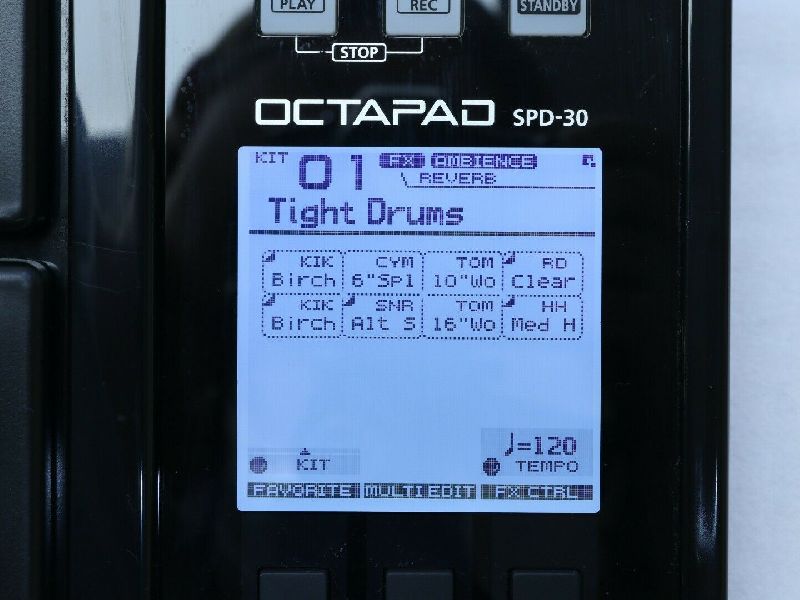 PLAY REC STANDBY
STOP
OCTAPAD SPD-30
KIT 01 FX AMBIENCE
REVERB
Tight Drums
KIK CYM TOM RD
Birch 6"Spl 10"Wo Clear
KIK SNR TOM HH
Birch Alt S 16"Wo Med H
♩=120
KIT TEMPO
FAVORITE MULTI EDIT FX CTRL